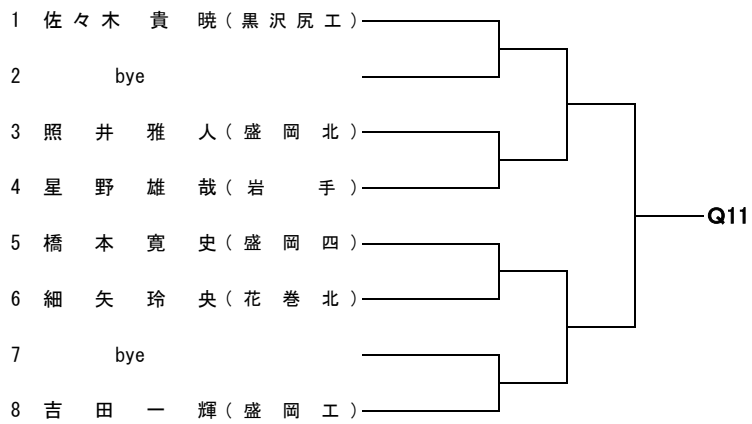 1 佐々木 貴 暁(黒沢尻工)
2 bye
3 照井雅人(盛岡北)
4 星野雄哉(岩 手)
Q11
5 橋本寛史(盛岡四)
6 細矢玲央(花巻北)
7 bye
8 吉田一輝(盛岡工)